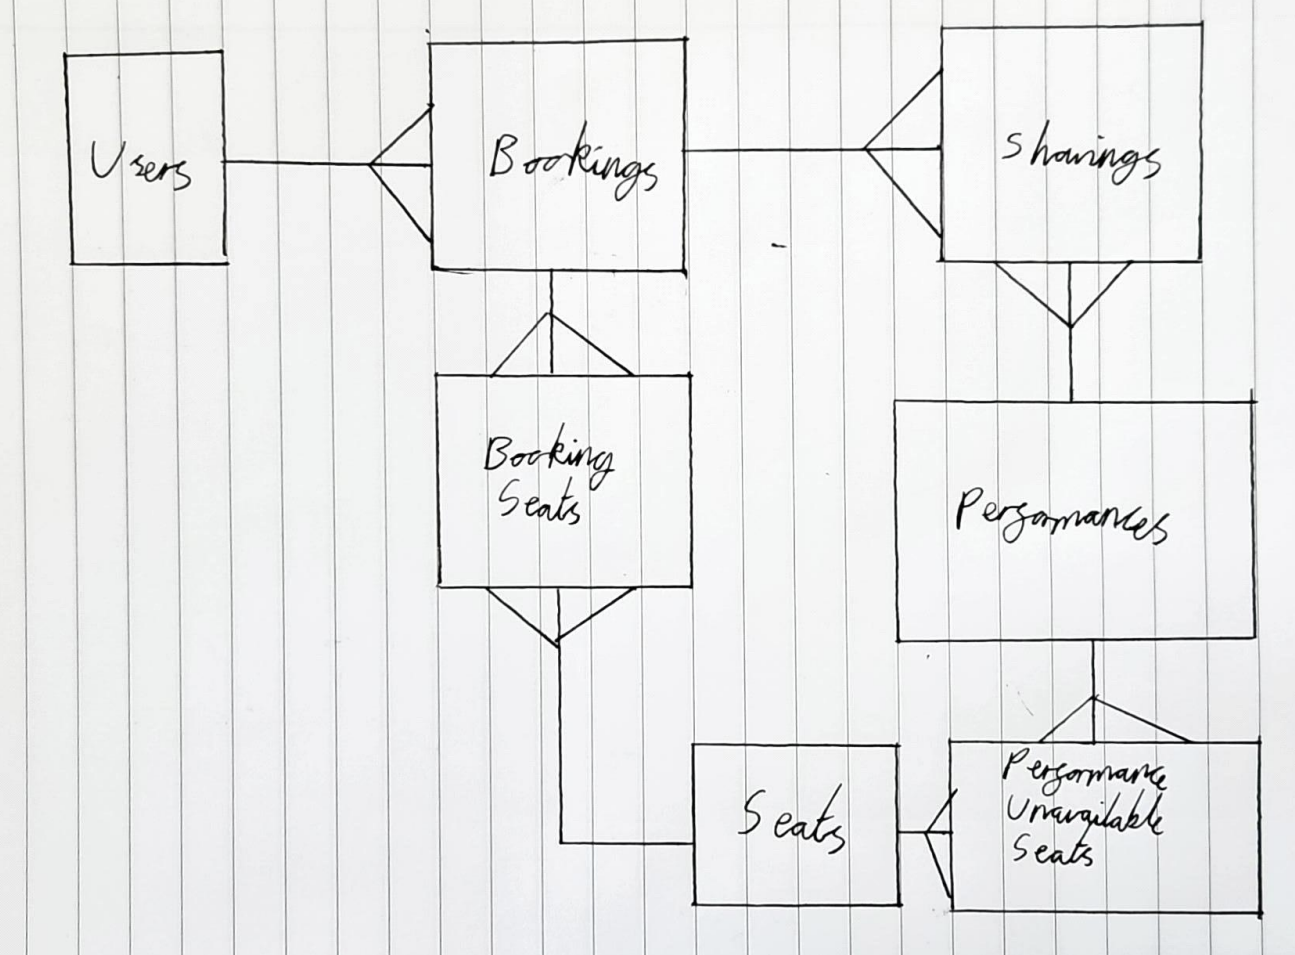 Users
Bookings
Showings
Booking
Seats
Performances
Seats
Performance
Unavailable
Seats